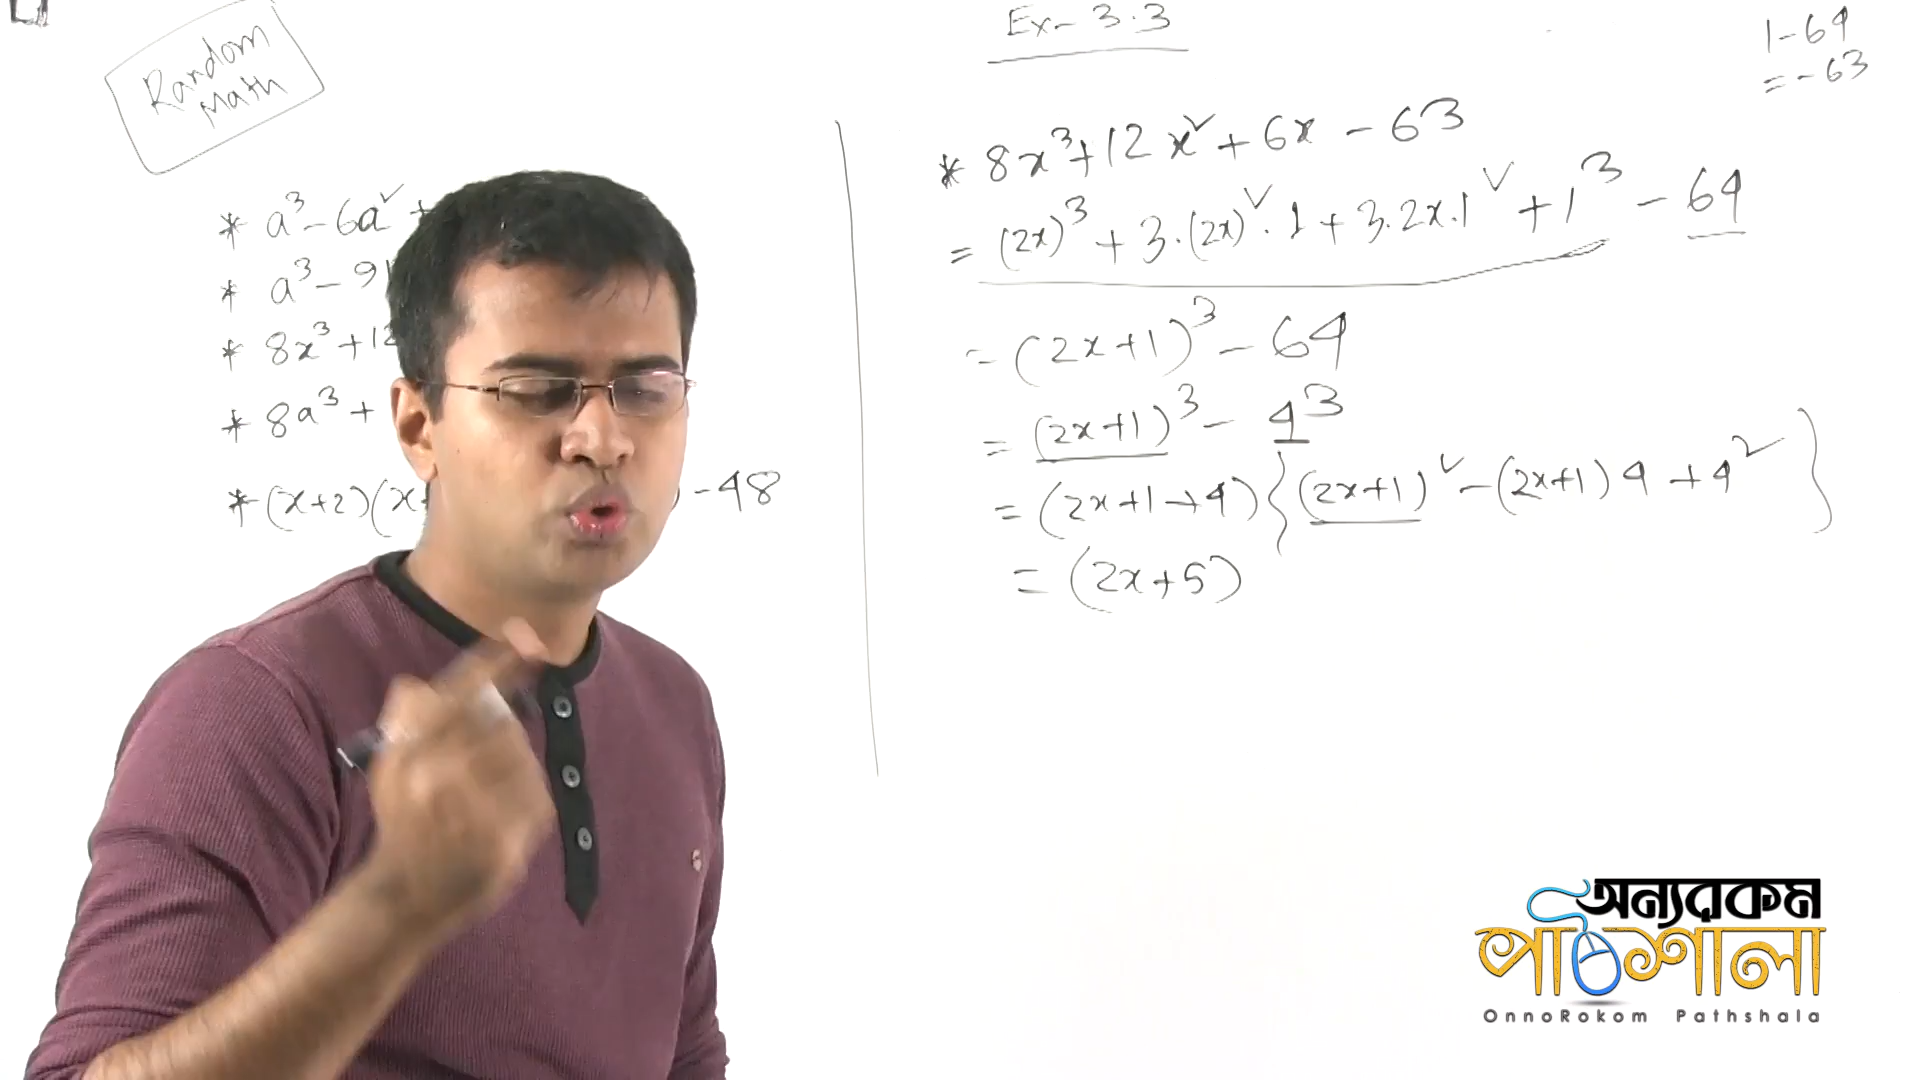 Random
Math
* a³ - 6a² +
* a³ - 9
* 8x³ + 12
* 8a³ +
* (x+2)(x+ ) - 48
Ex- 3.3
1-64
= -63
* 8x³ + 12x² + 6x - 63
= (2x)³ + 3.(2x)².1 + 3.2x.1² + 1³ - 64
= (2x+1)³ - 64
= (2x+1)³ - 4³
= (2x+1+4) {(2x+1)² - (2x+1)4 + 4²}
= (2x+5)
অন্যরকম
পাঠশালা
OnnoRokom Pathshala